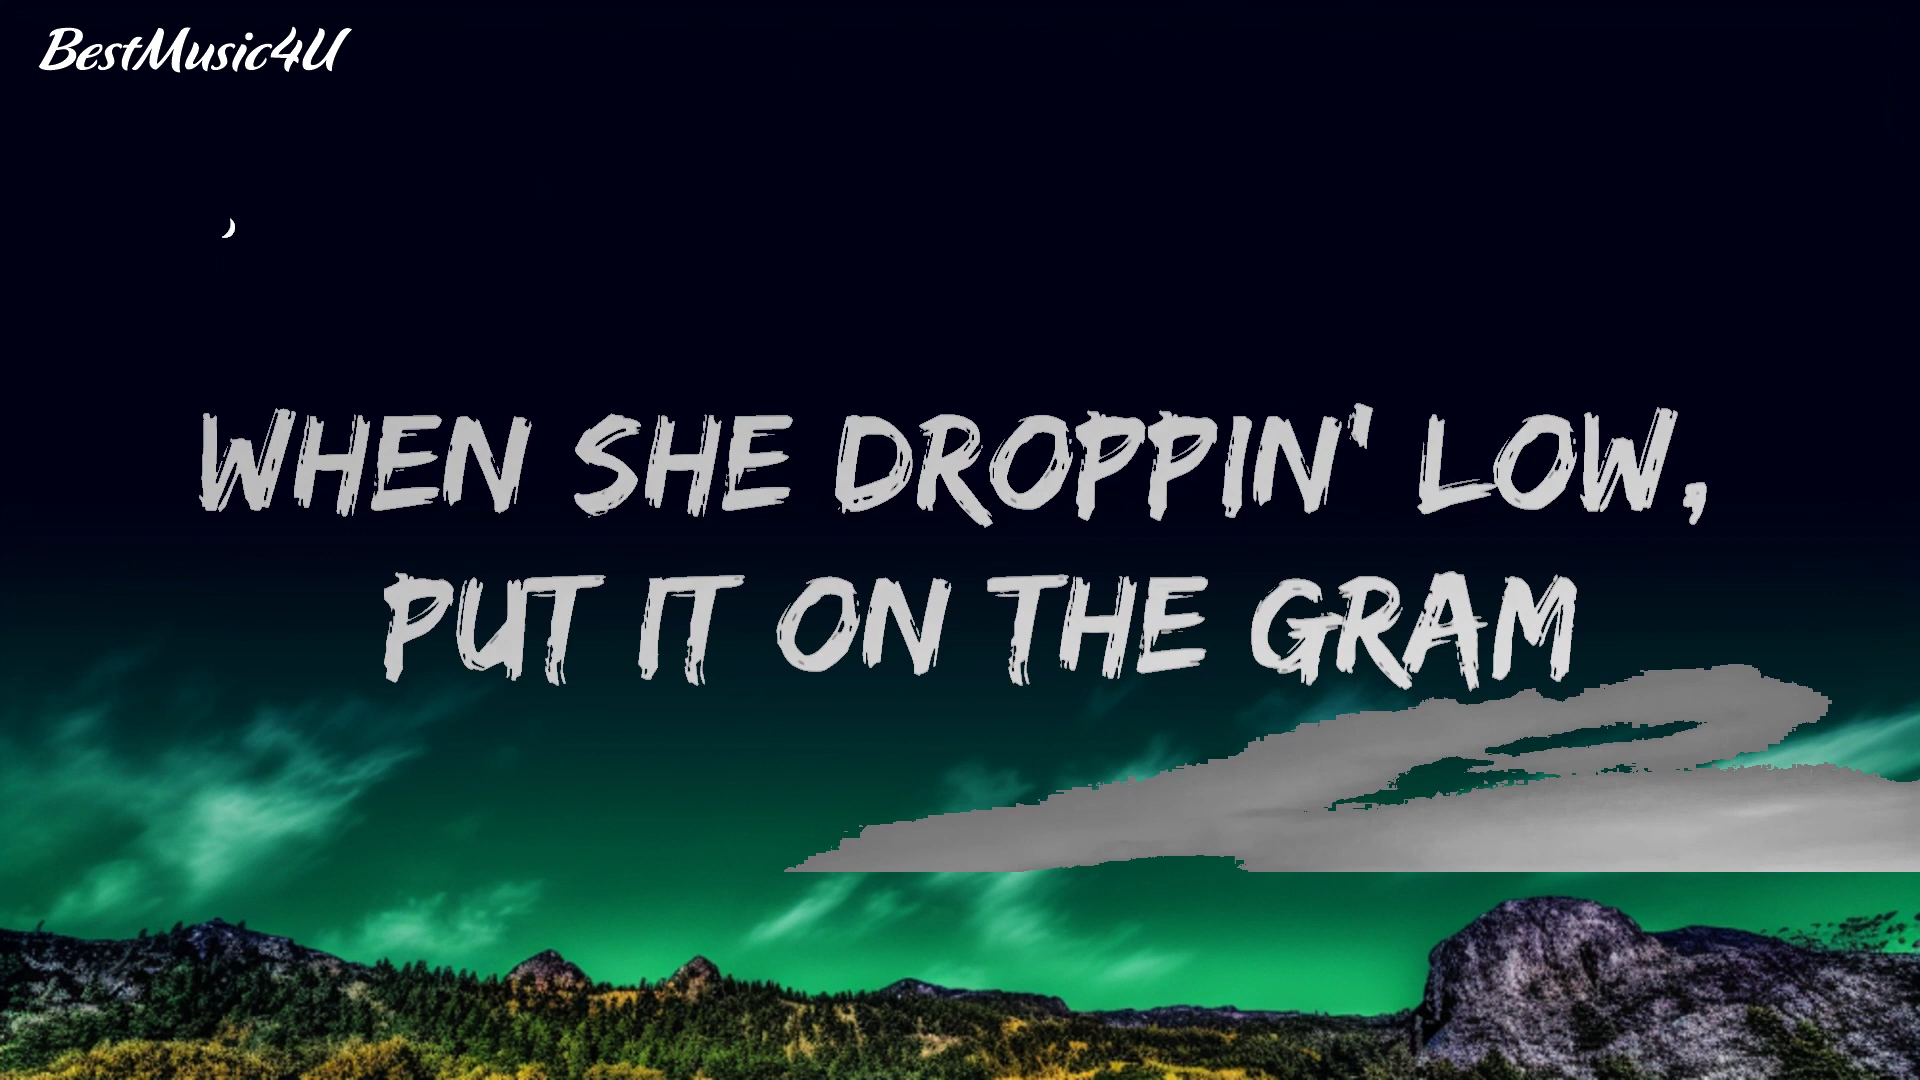 BestMusic4U
WHEN SHE DROPPIN' LOW,
PUT IT ON THE GRAM